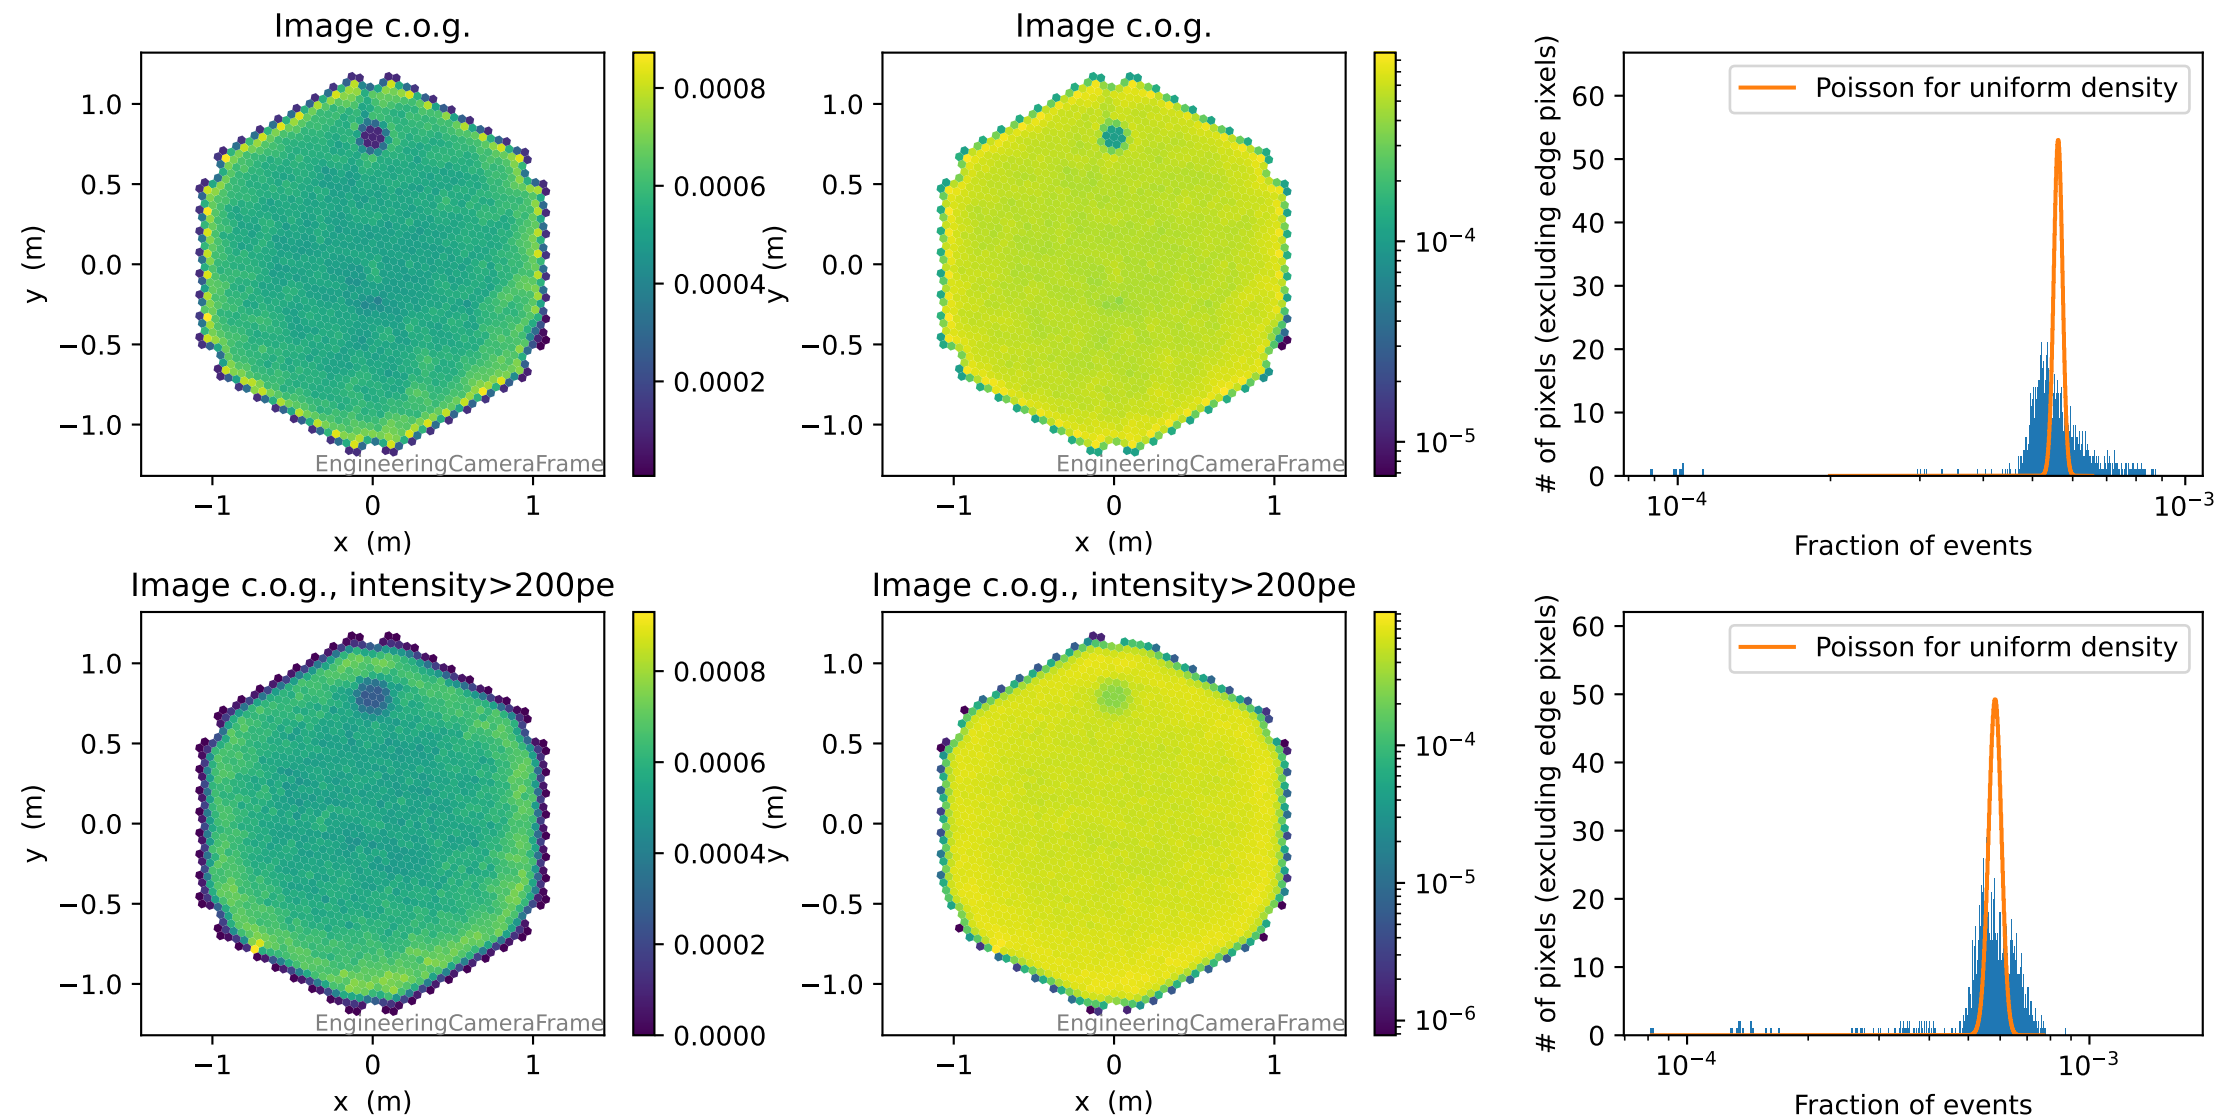 Image c.o.g.
1.0
0.5
0.0
−0.5
−1.0
y (m)
−1
0
1
x (m)
EngineeringCameraFrame
0.0008
0.0006
0.0004
0.0002
Image c.o.g.
1.0
0.5
0.0
−0.5
−1.0
y (m)
−1
0
1
x (m)
EngineeringCameraFrame
10⁻⁴
10⁻⁵
# of pixels (excluding edge pixels)
60
50
40
30
20
10
0
Poisson for uniform density
10⁻⁴
10⁻³
Fraction of events
Image c.o.g., intensity>200pe
1.0
0.5
0.0
−0.5
−1.0
y (m)
−1
0
1
x (m)
EngineeringCameraFrame
0.0008
0.0006
0.0004
0.0002
0.0000
Image c.o.g., intensity>200pe
1.0
0.5
0.0
−0.5
−1.0
y (m)
−1
0
1
x (m)
EngineeringCameraFrame
10⁻⁴
10⁻⁵
10⁻⁶
# of pixels (excluding edge pixels)
60
50
40
30
20
10
0
Poisson for uniform density
10⁻⁴
10⁻³
Fraction of events